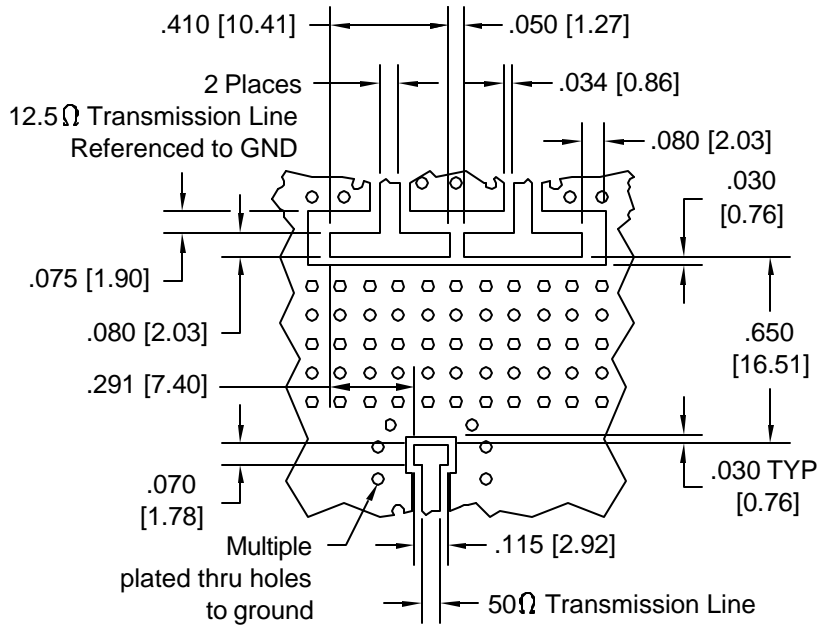 .410 [10.41]
.050 [1.27]
2 Places
.034 [0.86]
12.5Ω Transmission Line
Referenced to GND
.080 [2.03]
.030
[0.76]
.075 [1.90]
.080 [2.03]
.650
[16.51]
.291 [7.40]
.070
[1.78]
.030 TYP
[0.76]
Multiple
plated thru holes
to ground
.115 [2.92]
50Ω Transmission Line